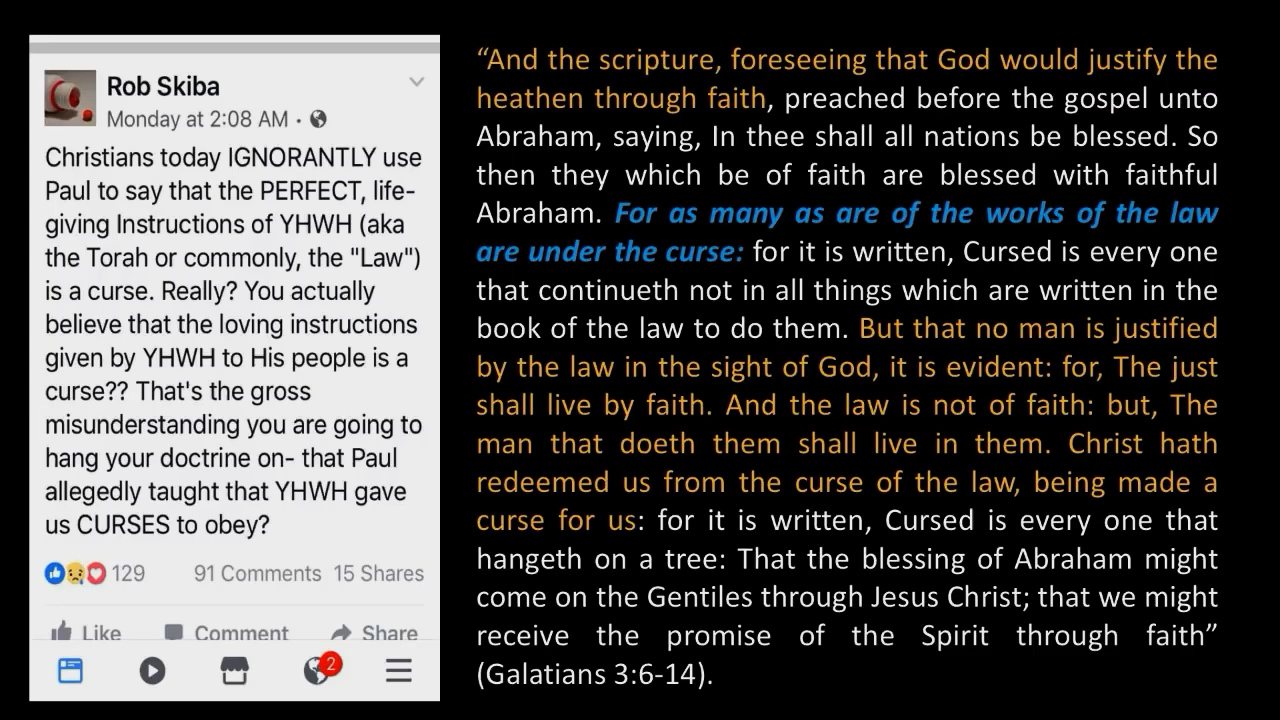 Rob Skiba
Monday at 2:08 AM •
Christians today IGNORANTLY use
Paul to say that the PERFECT, life-
giving Instructions of YHWH (aka
the Torah or commonly, the "Law")
is a curse. Really? You actually
believe that the loving instructions
given by YHWH to His people is a
curse?? That's the gross
misunderstanding you are going to
hang your doctrine on- that Paul
allegedly taught that YHWH gave
us CURSES to obey?
129 91 Comments 15 Shares
Like Comment Share
2
“And the scripture, foreseeing that God would justify the
heathen through faith, preached before the gospel unto
Abraham, saying, In thee shall all nations be blessed. So
then they which be of faith are blessed with faithful
Abraham. For as many as are of the works of the law
are under the curse: for it is written, Cursed is every one
that continueth not in all things which are written in the
book of the law to do them. But that no man is justified
by the law in the sight of God, it is evident: for, The just
shall live by faith. And the law is not of faith: but, The
man that doeth them shall live in them. Christ hath
redeemed us from the curse of the law, being made a
curse for us: for it is written, Cursed is every one that
hangeth on a tree: That the blessing of Abraham might
come on the Gentiles through Jesus Christ; that we might
receive the promise of the Spirit through faith”
(Galatians 3:6-14).